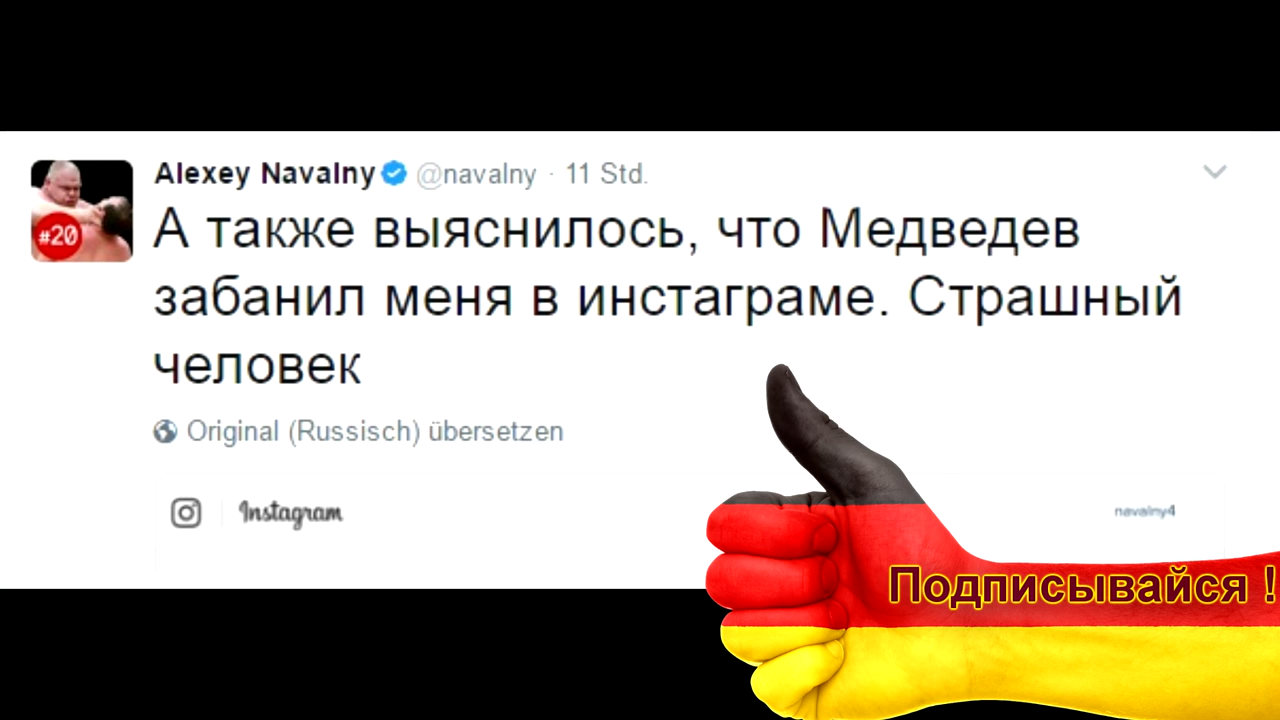 Alexey Navalny @navalny · 11 Std.
#20
А также выяснилось, что Медведев
забанил меня в инстаграме. Страшный
человек
Original (Russisch) übersetzen
Instagram
navalny4
Подписывайся !